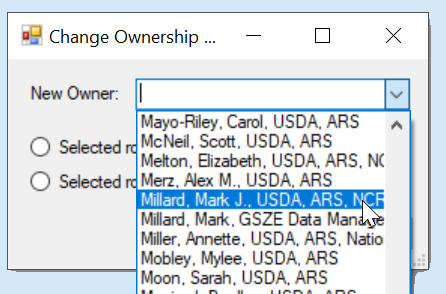 Change Ownership ...
New Owner:
Mayo-Riley, Carol, USDA, ARS
McNeil, Scott, USDA, ARS
Melton, Elizabeth, USDA, ARS, NC
Merz, Alex M., USDA, ARS
Selected ro
Millard, Mark J., USDA, ARS, NCR
Selected ro
Millard, Mark, GSZE Data Manage
Miller, Annette, USDA, ARS, Natio
Mobley, Mylee, USDA, ARS
Moon, Sarah, USDA, ARS